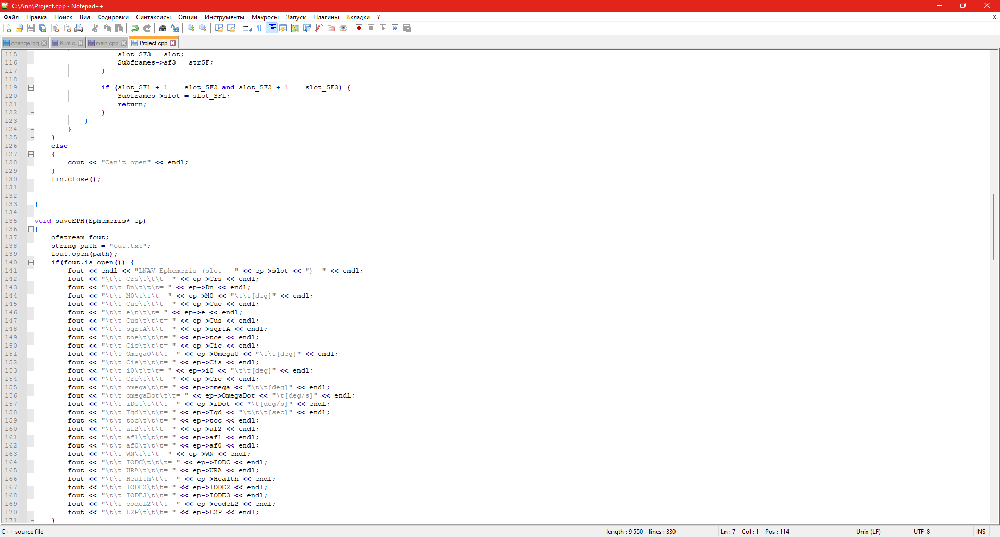 C:\Ann\Project.cpp - Notepad++
Файл Правка Поиск Вид Кодировки Синтаксисы Опции Инструменты Макросы Запуск Плагины Вкладки ? X
change.log Kurs.c main.cpp Project.cpp
115 slot_SF3 = slot;
116 Subframes->sf3 = strSF;
117 }
118
119 if (slot_SF1 + 1 == slot_SF2 and slot_SF2 + 1 == slot_SF3) {
120 Subframes->slot = slot_SF1;
121 return;
122 }
123 }
124 }
125 }
126 else
127 {
128 cout << "Can't open" << endl;
129 }
130 fin.close();
131
132
133 }
134
135 void saveEPH(Ephemeris* ep)
136 {
137 ofstream fout;
138 string path = "out.txt";
139 fout.open(path);
140 if(fout.is_open()) {
141 fout << endl << "LNAV Ephemeris (slot = " << ep->slot << ") =" << endl;
142 fout << "\t\t Crs\t\t\t= " << ep->Crs << endl;
143 fout << "\t\t Dn\t\t\t= " << ep->Dn << endl;
144 fout << "\t\t M0\t\t\t= " << ep->M0 << "\t\t[deg]" << endl;
145 fout << "\t\t Cuc\t\t\t= " << ep->Cuc << endl;
146 fout << "\t\t e\t\t\t= " << ep->e << endl;
147 fout << "\t\t Cus\t\t\t= " << ep->Cus << endl;
148 fout << "\t\t sqrtA\t\t= " << ep->sqrtA << endl;
149 fout << "\t\t toe\t\t\t= " << ep->toe << endl;
150 fout << "\t\t Cic\t\t\t= " << ep->Cic << endl;
151 fout << "\t\t Omega0\t\t= " << ep->Omega0 << "\t\t[deg]" << endl;
152 fout << "\t\t Cis\t\t\t= " << ep->Cis << endl;
153 fout << "\t\t i0\t\t\t= " << ep->i0 << "\t\t[deg]" << endl;
154 fout << "\t\t Crc\t\t\t= " << ep->Crc << endl;
155 fout << "\t\t omega\t\t= " << ep->omega << "\t\t[deg]" << endl;
156 fout << "\t\t omegaDot\t\t= " << ep->OmegaDot << "\t[deg/s]" << endl;
157 fout << "\t\t iDot\t\t\t= " << ep->iDot << "\t[deg/s]" << endl;
158 fout << "\t\t Tgd\t\t\t= " << ep->Tgd << "\t\t\t[sec]" << endl;
159 fout << "\t\t toc\t\t\t= " << ep->toc << endl;
160 fout << "\t\t af2\t\t\t= " << ep->af2 << endl;
161 fout << "\t\t af1\t\t\t= " << ep->af1 << endl;
162 fout << "\t\t af0\t\t\t= " << ep->af0 << endl;
163 fout << "\t\t WN\t\t\t= " << ep->WN << endl;
164 fout << "\t\t IODC\t\t\t= " << ep->IODC << endl;
165 fout << "\t\t URA\t\t\t= " << ep->URA << endl;
166 fout << "\t\t Health\t\t= " << ep->Health << endl;
167 fout << "\t\t IODE2\t\t= " << ep->IODE2 << endl;
168 fout << "\t\t IODE3\t\t= " << ep->IODE3 << endl;
169 fout << "\t\t codeL2\t\t= " << ep->codeL2 << endl;
170 fout << "\t\t L2P\t\t\t= " << ep->L2P << endl;
171 }
C++ source file length : 9 550 lines : 330 Ln : 7 Col : 1 Pos : 114 Unix (LF) UTF-8 INS